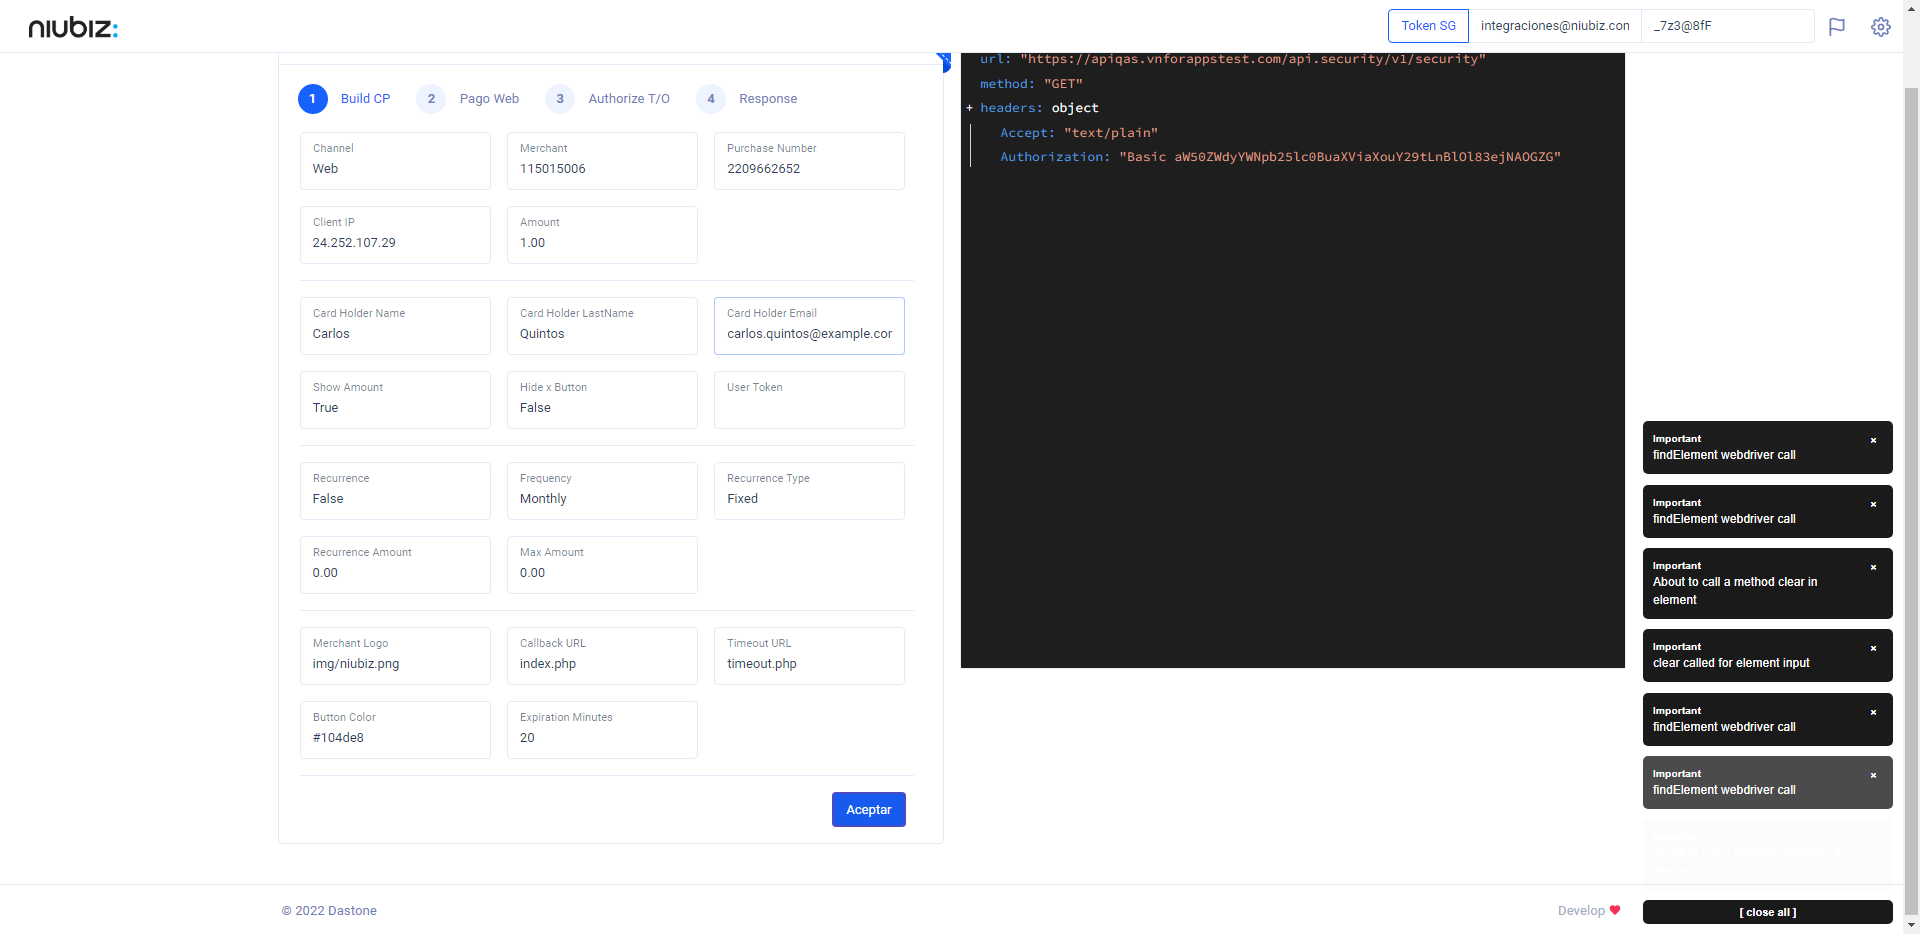 niubiz:
Token SG integraciones@niubiz.con _7z3@8fF
url: "https://apiqas.vnforappstest.com/api.security/v1/security"
method: "GET"
+ headers: object
Accept: "text/plain"
Authorization: "Basic aW50ZWdyYWNpb25lc0BuaXViaXouY29tLnBlOl83ejNAOGZG"
1 Build CP 2 Pago Web 3 Authorize T/O 4 Response
Channel Merchant Purchase Number
Web 115015006 2209662652
Client IP Amount
24.252.107.29 1.00
Card Holder Name Card Holder LastName Card Holder Email
Carlos Quintos carlos.quintos@example.cor
Show Amount Hide x Button User Token
True False
Recurrence Frequency Recurrence Type
False Monthly Fixed
Recurrence Amount Max Amount
0.00 0.00
Merchant Logo Callback URL Timeout URL
img/niubiz.png index.php timeout.php
Button Color Expiration Minutes
#104de8 20
Aceptar
Important ×
findElement webdriver call
Important ×
findElement webdriver call
Important ×
About to call a method clear in
element
Important ×
clear called for element input
Important ×
findElement webdriver call
Important ×
findElement webdriver call
© 2022 Dastone
Develop ♥
[ close all ]